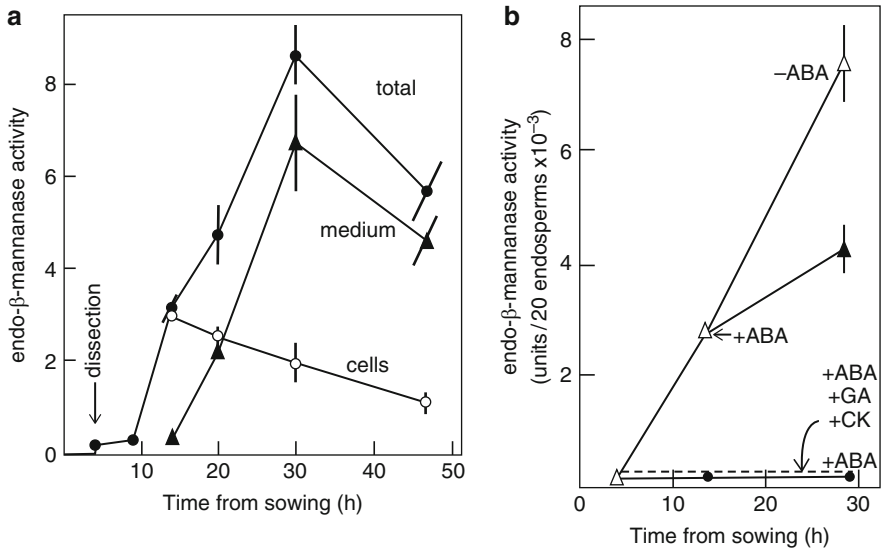 a
endo-β-mannanase activity
8
6
4
2
0
10
20
30
40
50
Time from sowing (h)
dissection
total
medium
cells
b
endo-β-mannanase activity
(units/20 endosperms x10⁻³)
8
6
4
2
0
10
20
30
Time from sowing (h)
–ABA
+ABA
+ABA
+GA
+CK
+ABA